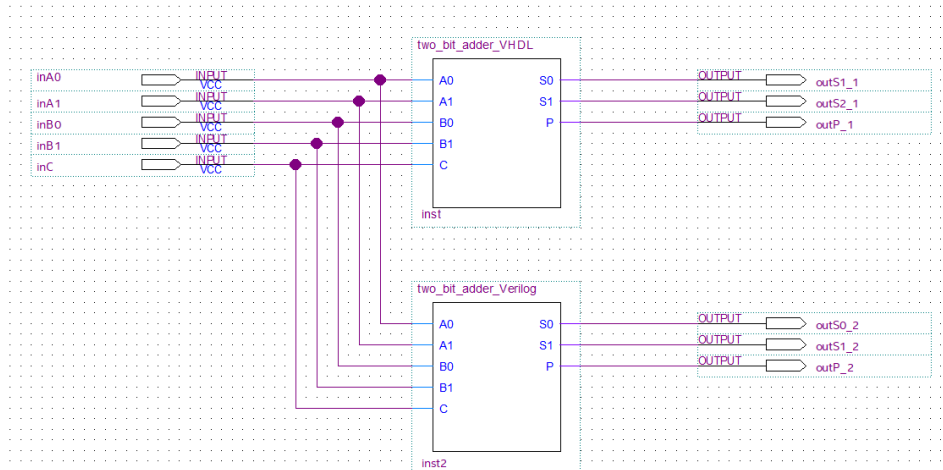 two_bit_adder_VHDL
inA0 INPUT VCC A0 S0 OUTPUT outS1_1
inA1 INPUT VCC A1 S1 OUTPUT outS2_1
inB0 INPUT VCC B0 P OUTPUT outP_1
inB1 INPUT VCC B1
inC INPUT VCC C
inst
two_bit_adder_Verilog
A0 S0 OUTPUT outS0_2
A1 S1 OUTPUT outS1_2
B0 P OUTPUT outP_2
B1
C
inst2